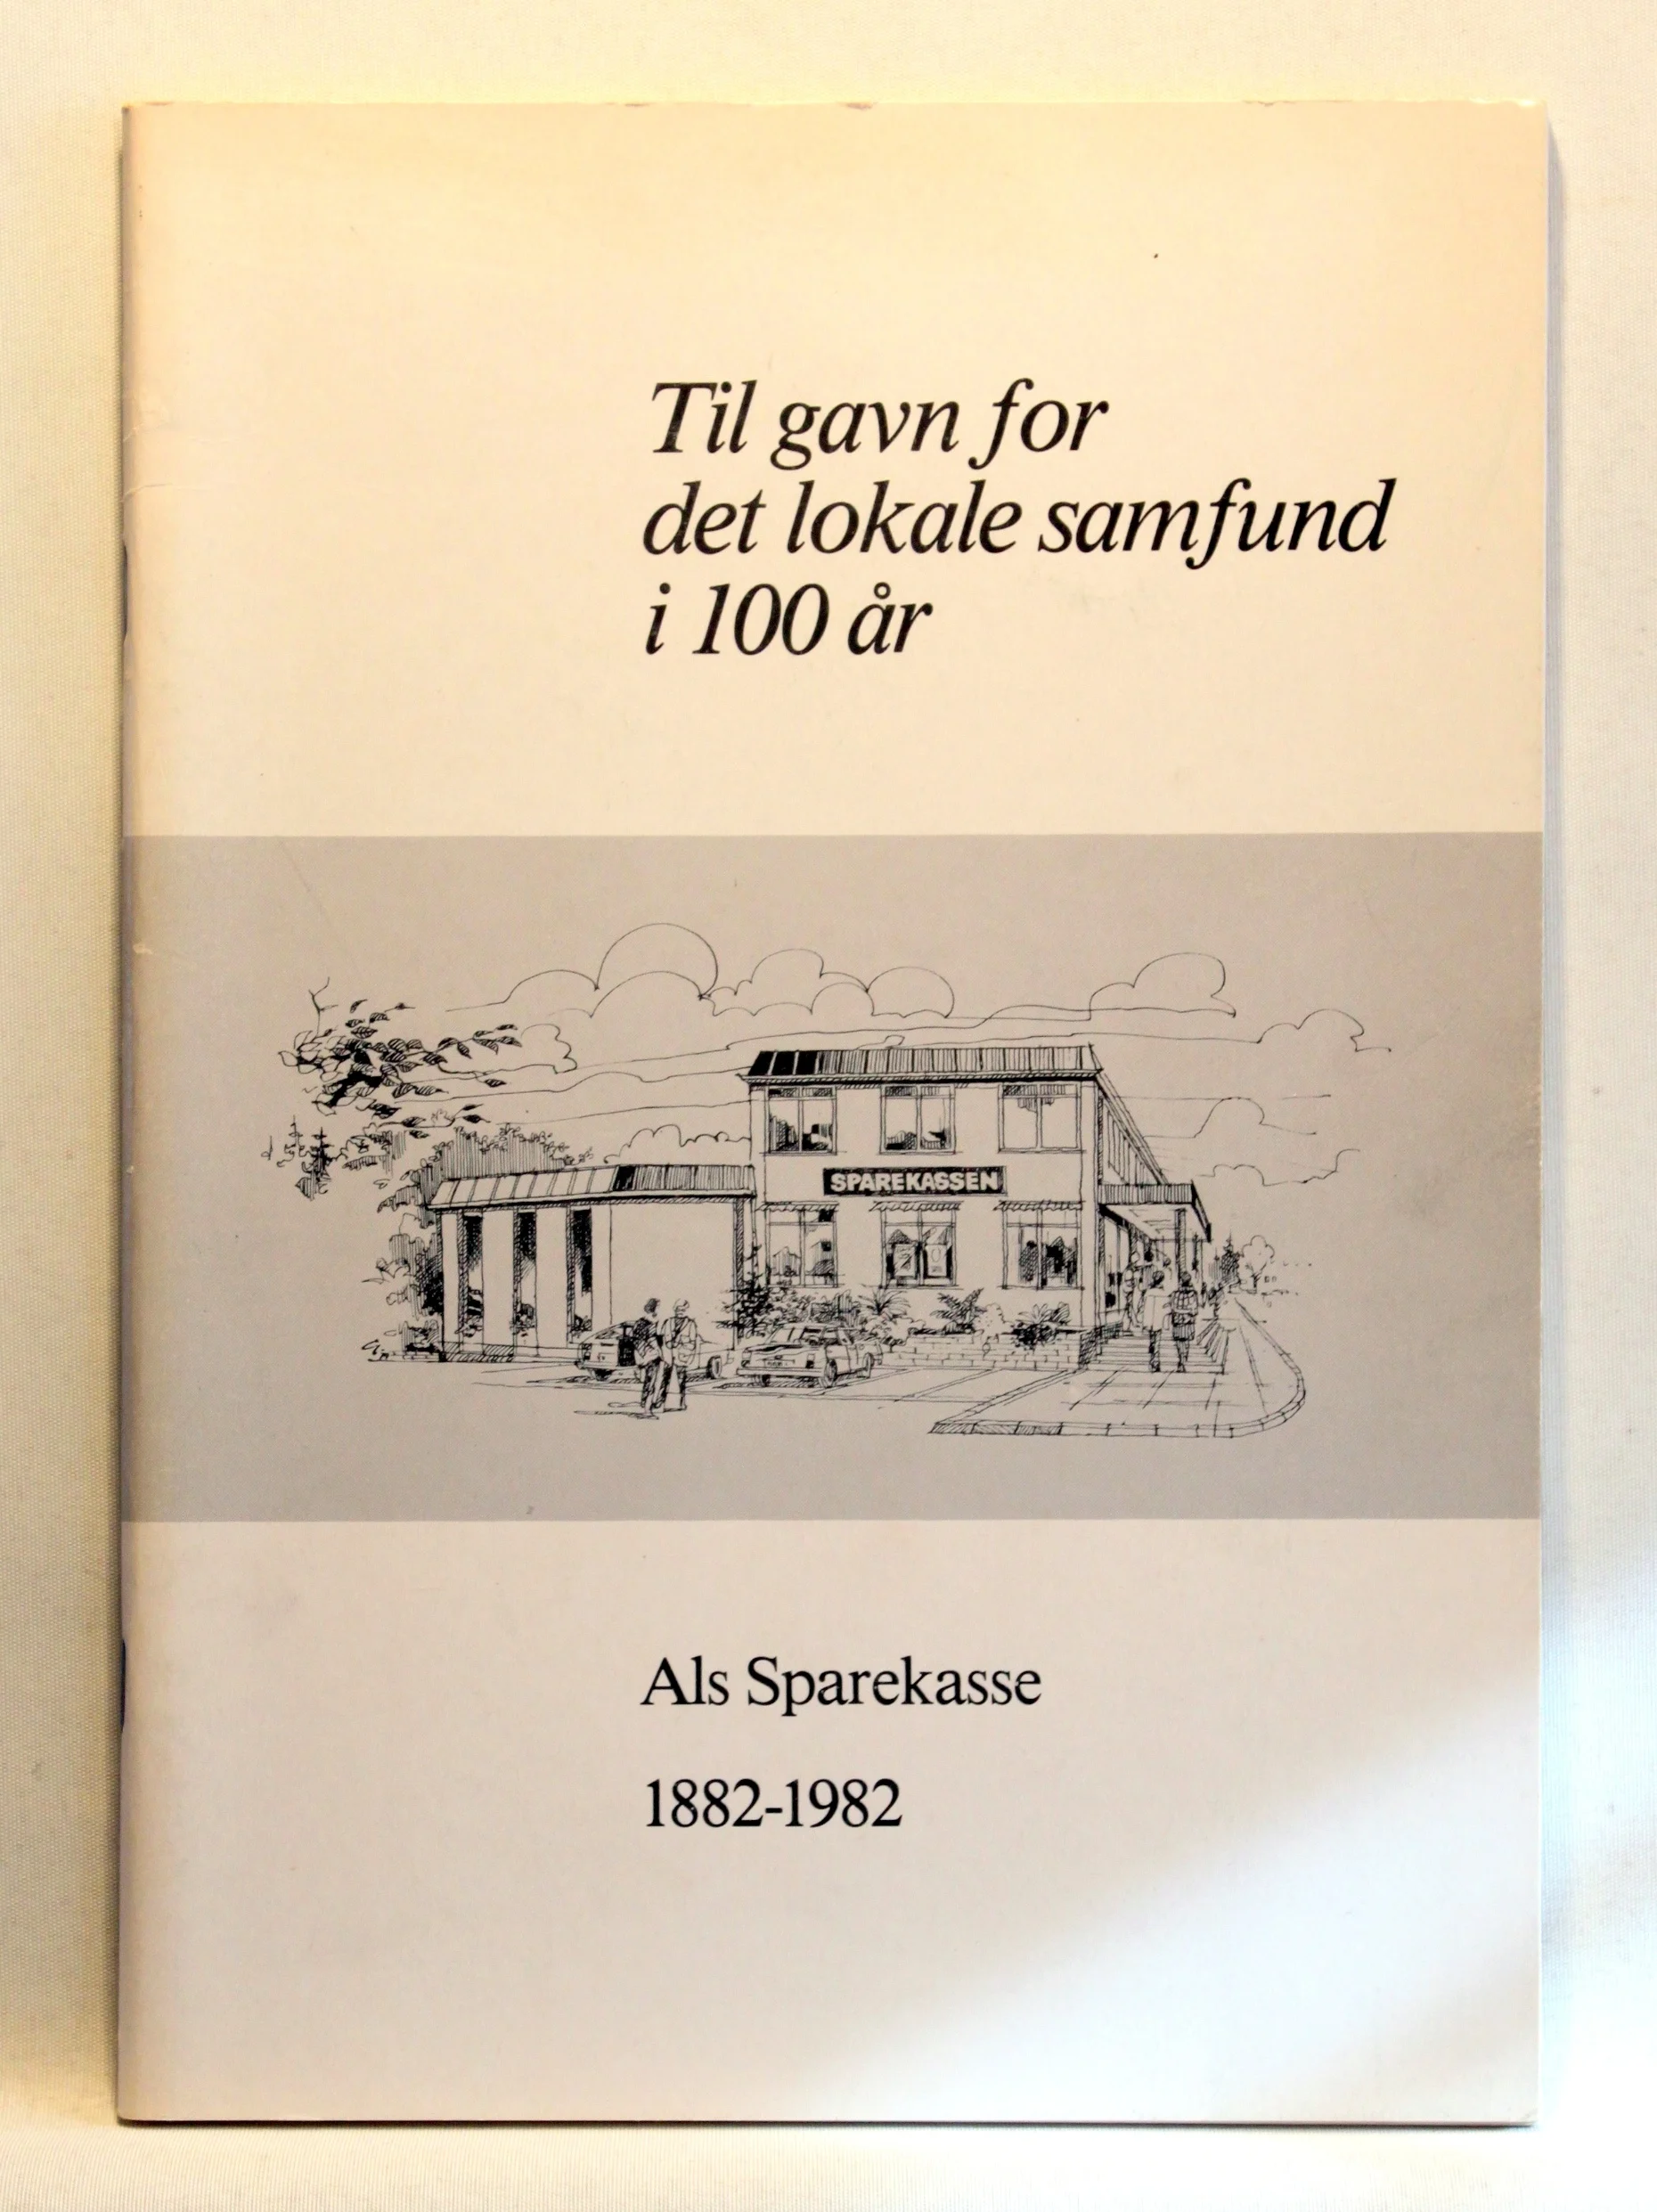 Til gavn for
det lokale samfund
i 100 år
SPAREKASSEN
Als Sparekasse
1882-1982